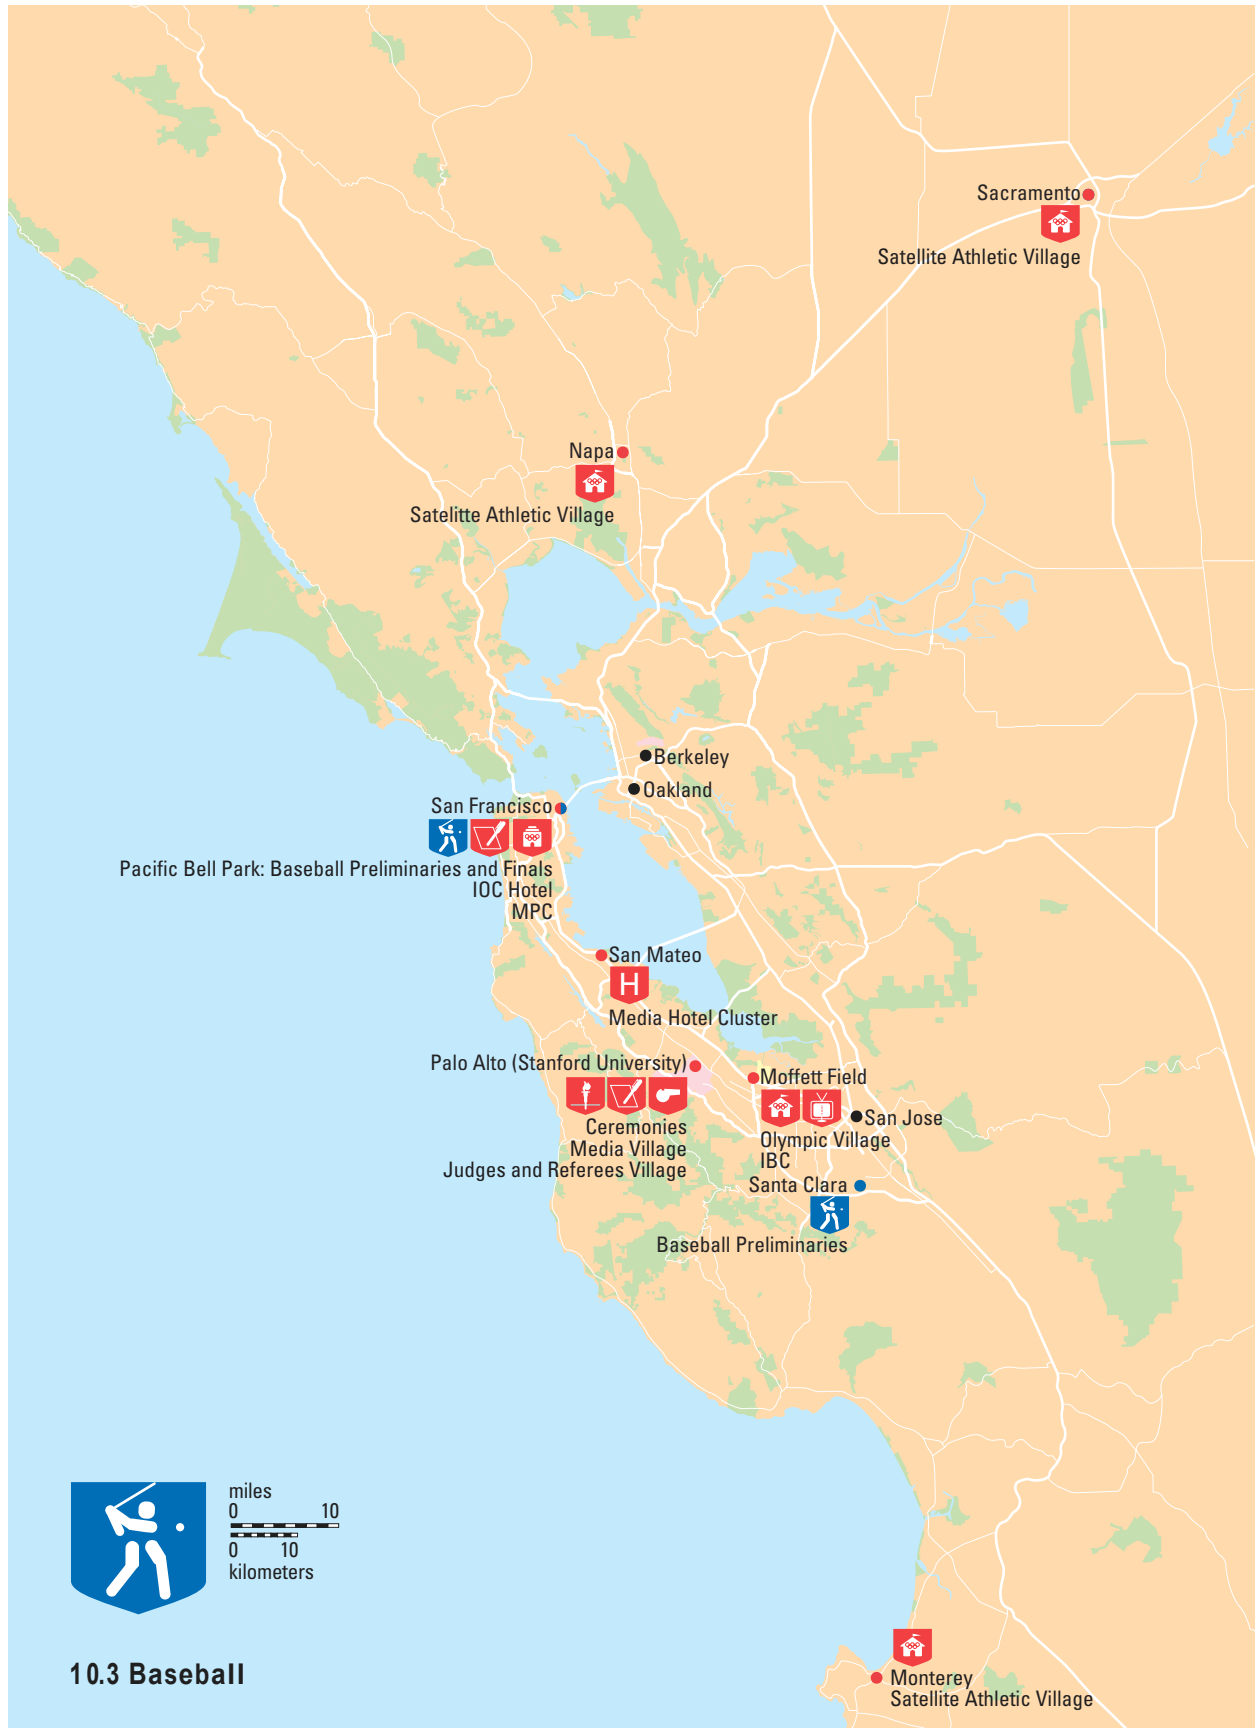 Sacramento
Satellite Athletic Village
Napa
Satelitte Athletic Village
Berkeley
Oakland
San Francisco
Pacific Bell Park: Baseball Preliminaries and Finals
IOC Hotel
MPC
San Mateo
H
Media Hotel Cluster
Palo Alto (Stanford University)
Ceremonies
Media Village
Judges and Referees Village
Moffett Field
Olympic Village
IBC
San Jose
Santa Clara
Baseball Preliminaries
miles
0 10
0 10
kilometers
10.3 Baseball
Monterey
Satellite Athletic Village